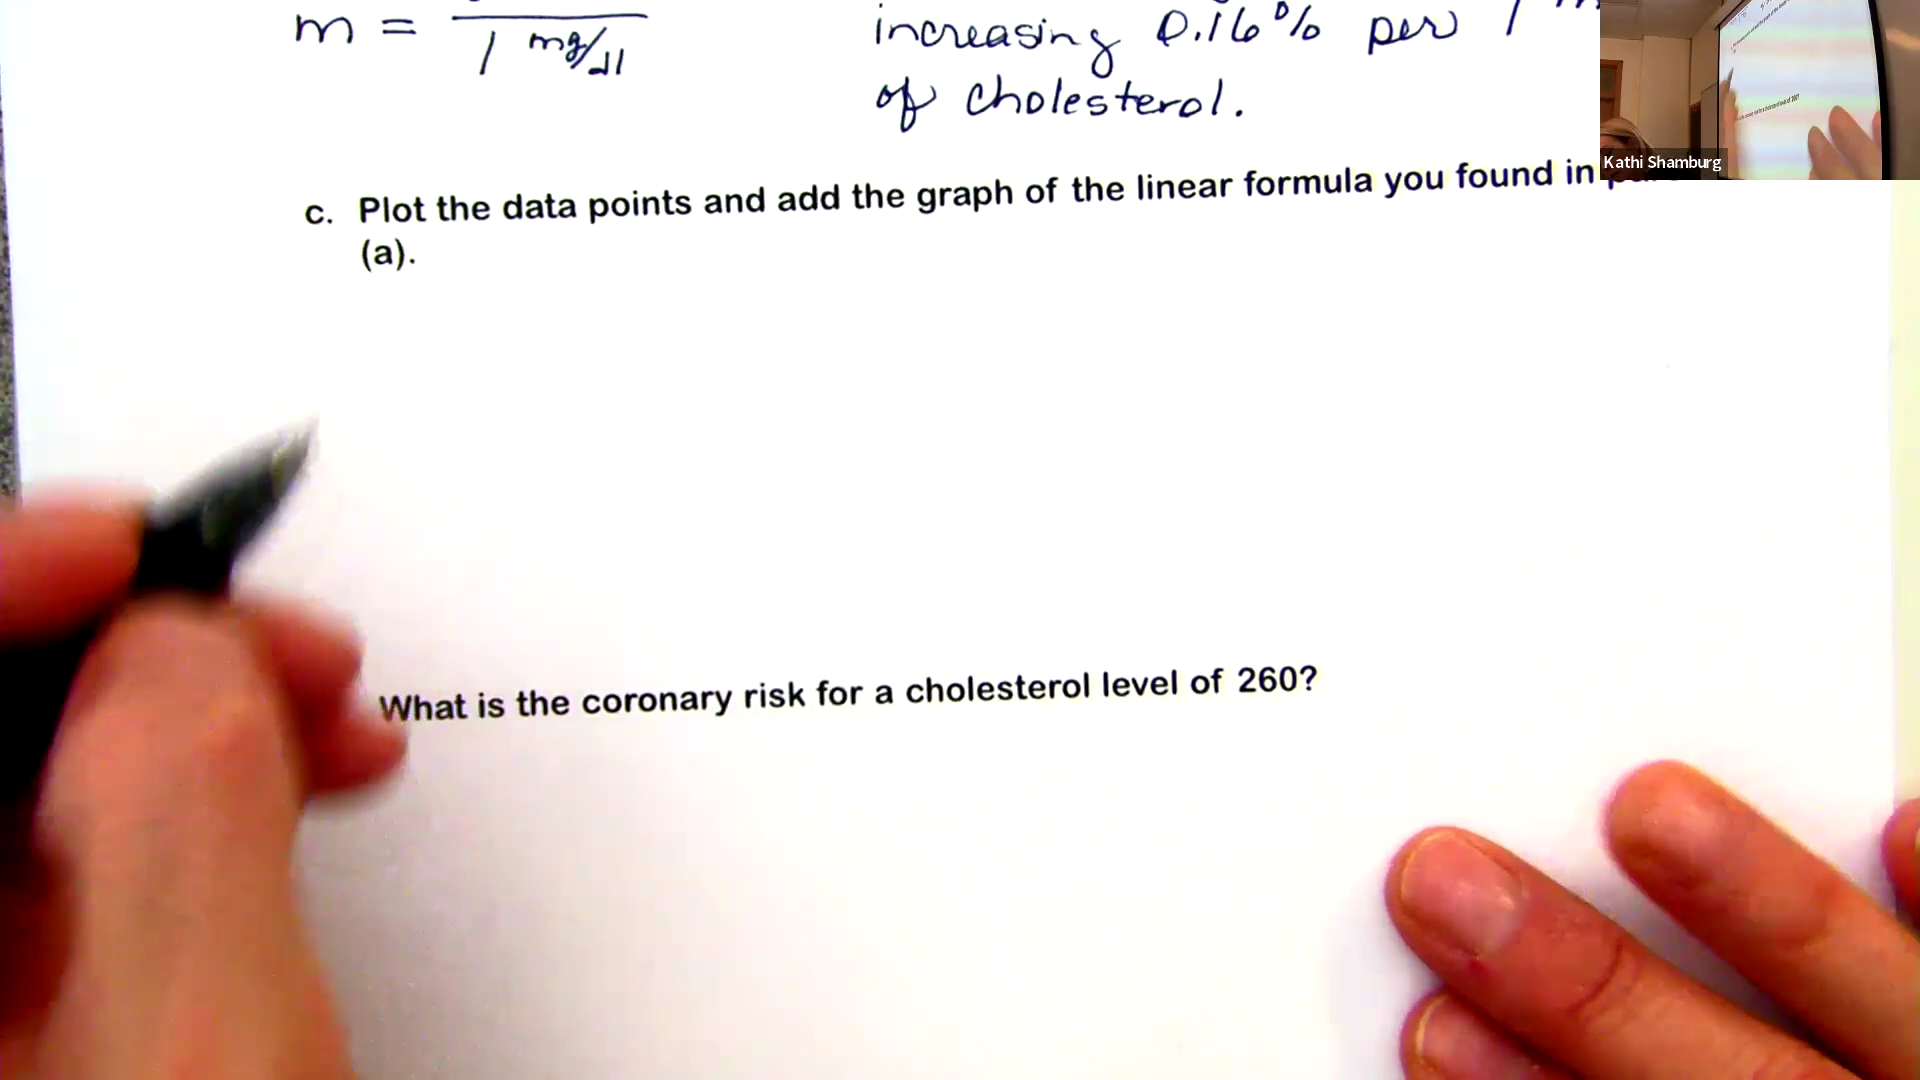 m = 1 mg/dl
increasing 0.16% per 1
of cholesterol.
Kathi Shamburg
c. Plot the data points and add the graph of the linear formula you found in
(a).
What is the coronary risk for a cholesterol level of 260?